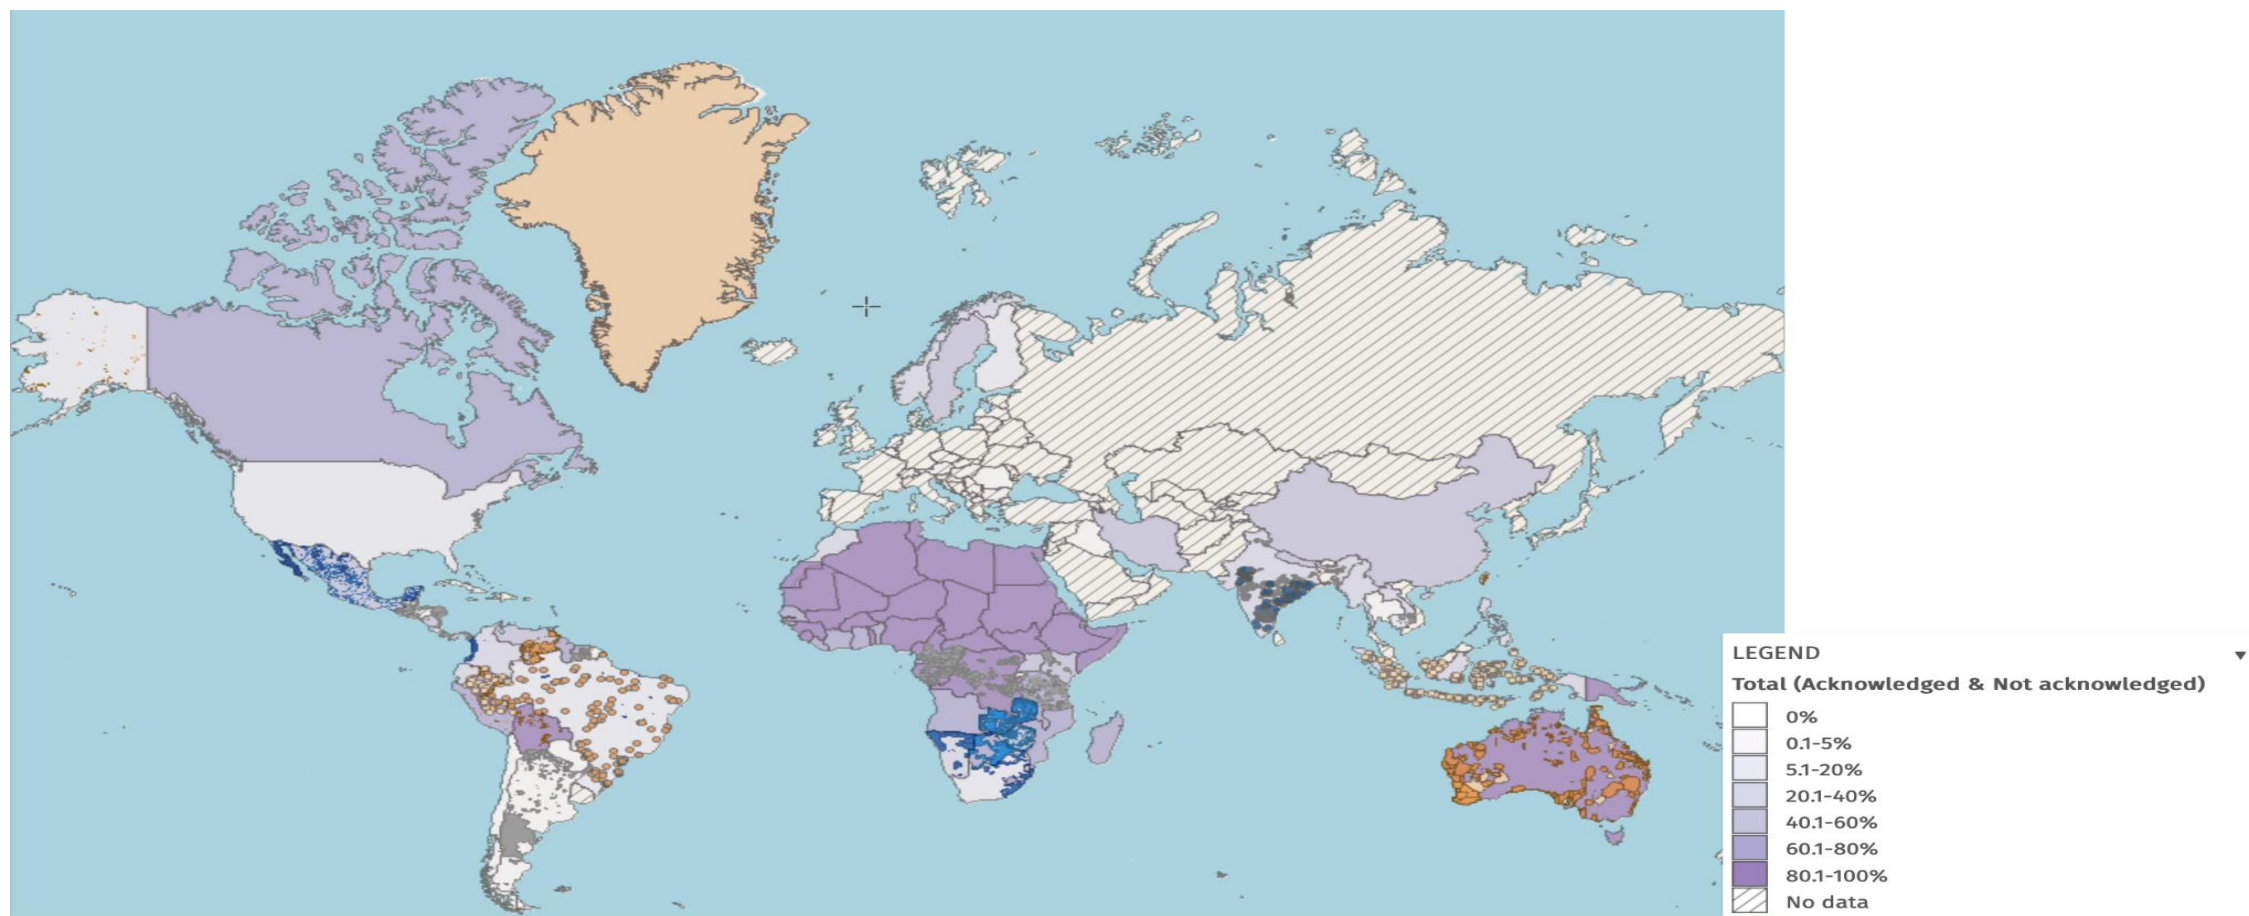 LEGEND
Total (Acknowledged & Not acknowledged)
0%
0.1-5%
5.1-20%
20.1-40%
40.1-60%
60.1-80%
80.1-100%
No data